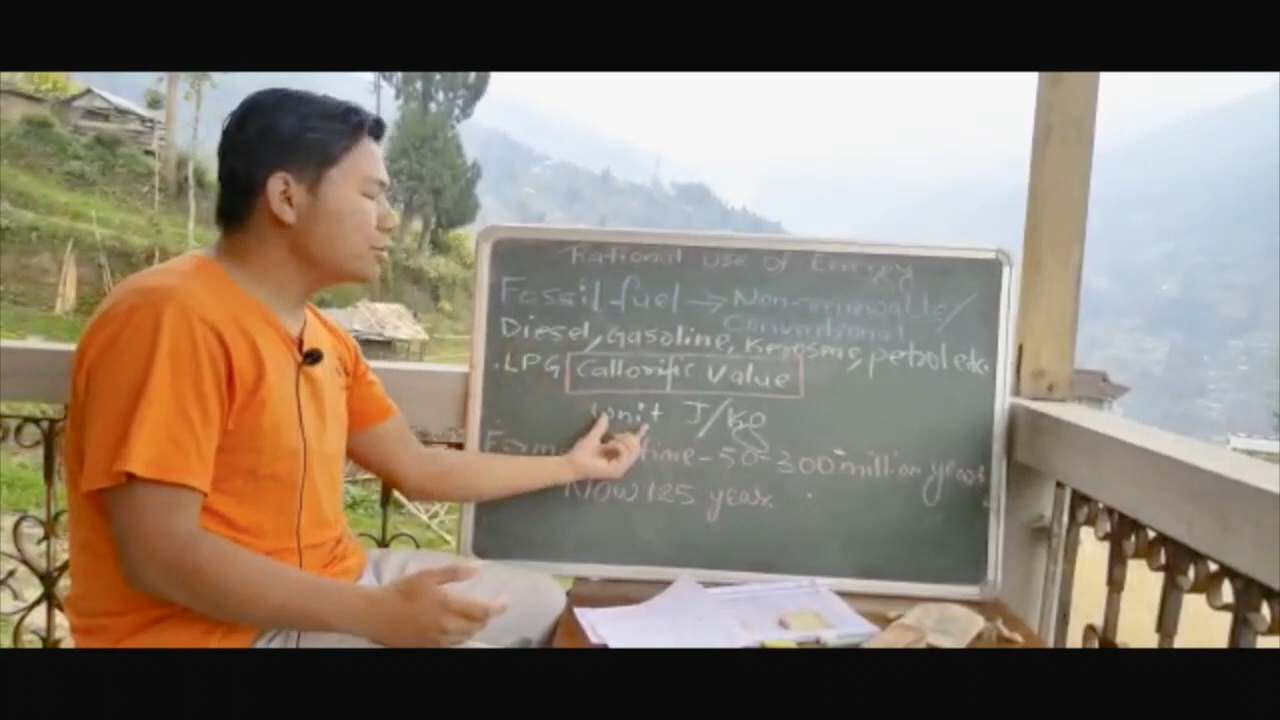 Rational Use Of Energy
Fossil fuel → Non-renewable/
Conventional
Diesel, Gasoline, Kerosene, petrol etc.
.LPG Callorific Value
Unit J/kg
time-50-300 million years
Now 125 year